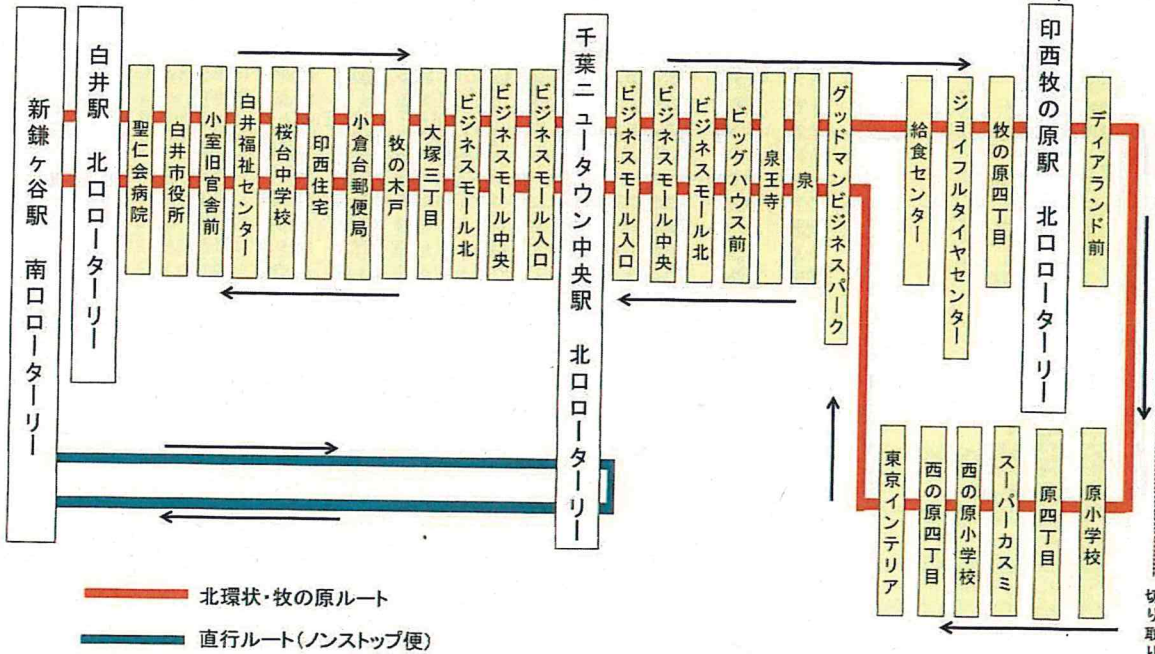 新鎌ヶ谷駅 南口ロータリー
白井駅 北口ロータリー
聖仁会病院
白井市役所
小室旧官舎前
白井福祉センター
桜台中学校
印西住宅
小倉台郵便局
牧の木戸
大塚三丁目
ビジネスモール北
ビジネスモール中央
ビジネスモール入口
千葉ニュータウン中央駅 北口ロータリー
ビジネスモール入口
ビジネスモール中央
ビジネスモール北
ビッグハウス前
泉王寺
泉
グッドマンビジネスパーク
給食センター
ジョイフルタイヤセンター
牧の原四丁目
印西牧の原駅 北口ロータリー
ディアランド前
東京インテリア
西の原四丁目
西の原小学校
スーパーカスミ
原四丁目
原小学校
北環状・牧の原ルート
直行ルート(ノンストップ便)
切り取り